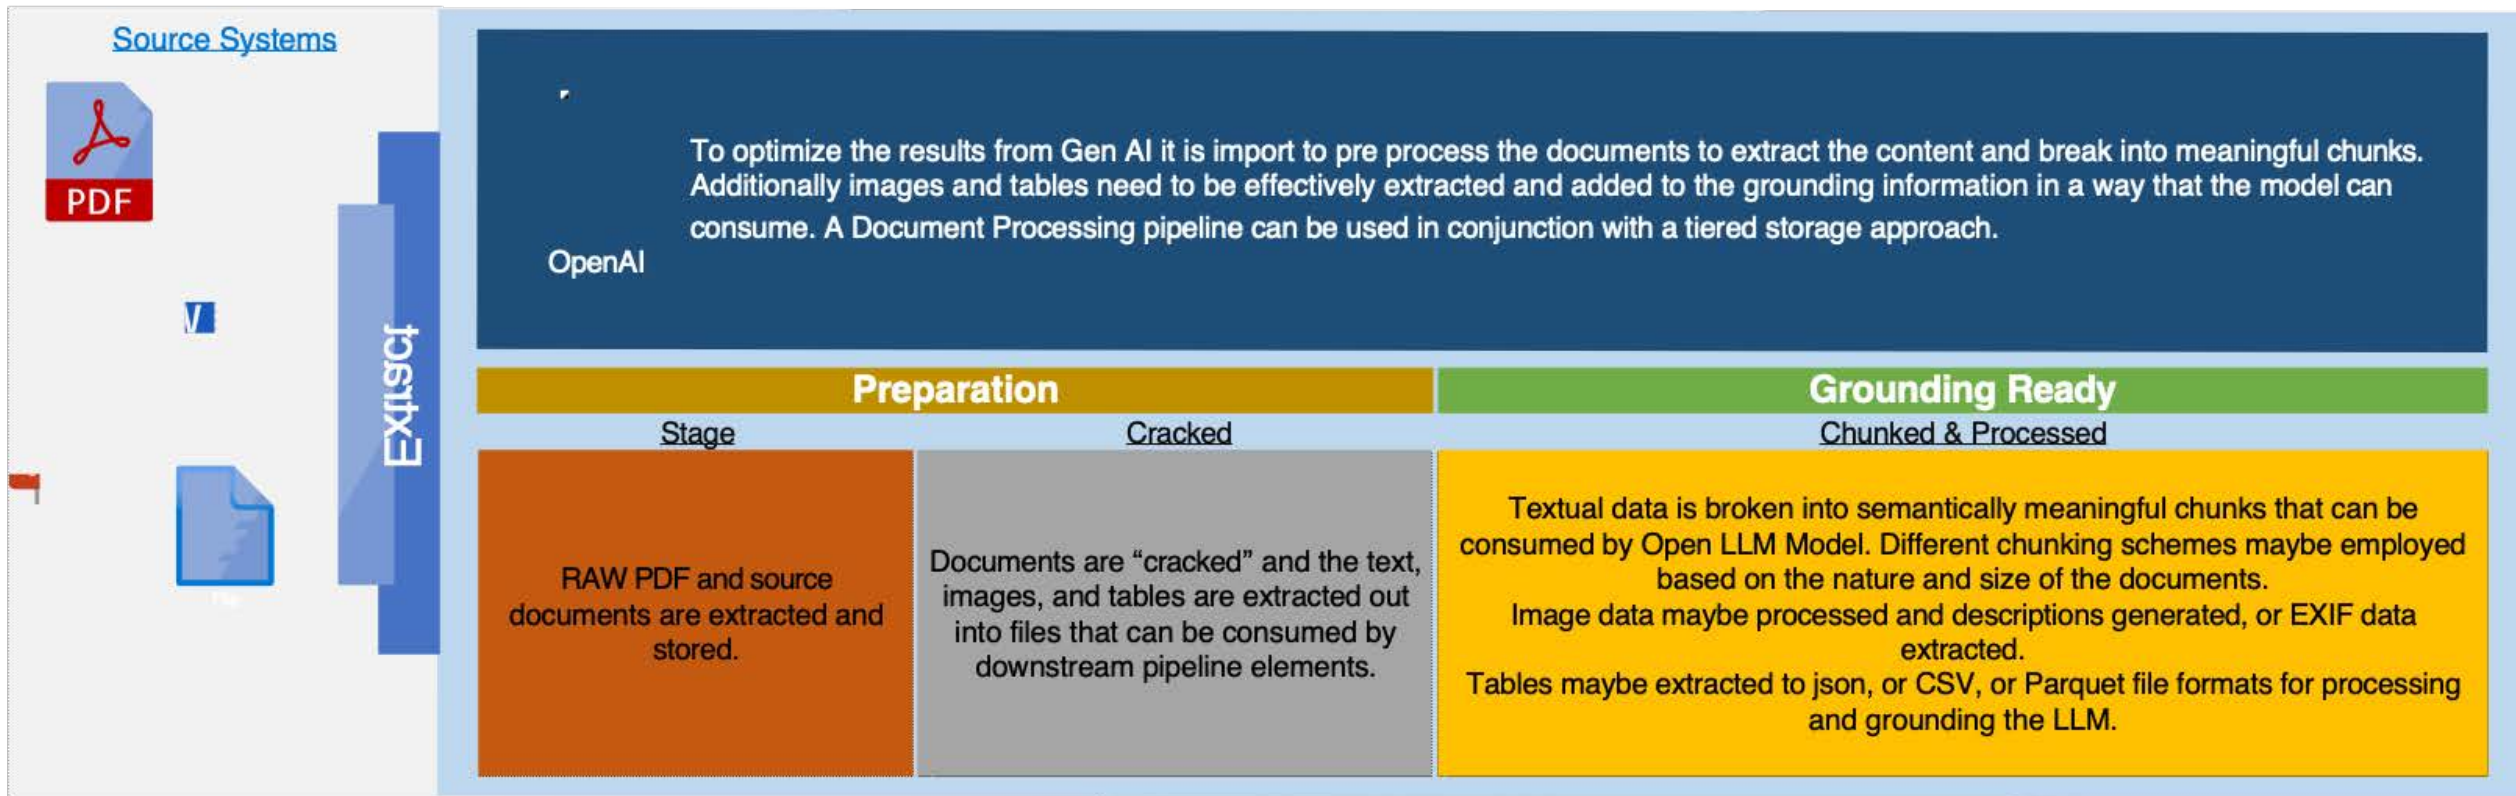 Source Systems
PDF
Extract
OpenAI
To optimize the results from Gen AI it is import to pre process the documents to extract the content and break into meaningful chunks.
Additionally images and tables need to be effectively extracted and added to the grounding information in a way that the model can
consume. A Document Processing pipeline can be used in conjunction with a tiered storage approach.
Preparation
Grounding Ready
Stage
Cracked
Chunked & Processed
RAW PDF and source
documents are extracted and
stored.
Documents are “cracked” and the text,
images, and tables are extracted out
into files that can be consumed by
downstream pipeline elements.
Textual data is broken into semantically meaningful chunks that can be
consumed by Open LLM Model. Different chunking schemes maybe employed
based on the nature and size of the documents.
Image data maybe processed and descriptions generated, or EXIF data
extracted.
Tables maybe extracted to json, or CSV, or Parquet file formats for processing
and grounding the LLM.